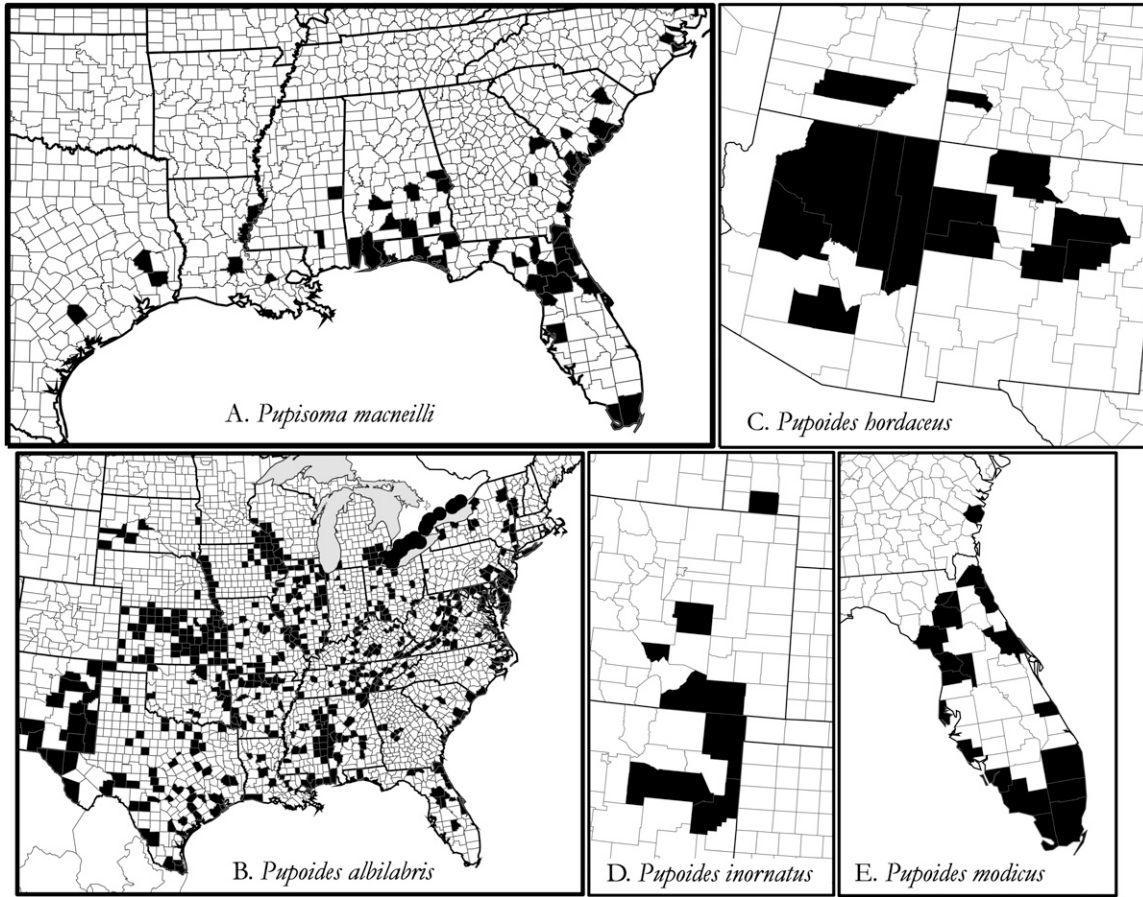 A. Pupisoma macneilli
C. Pupoides hordaceus
B. Pupoides albilabris
D. Pupoides inornatus
E. Pupoides modicus